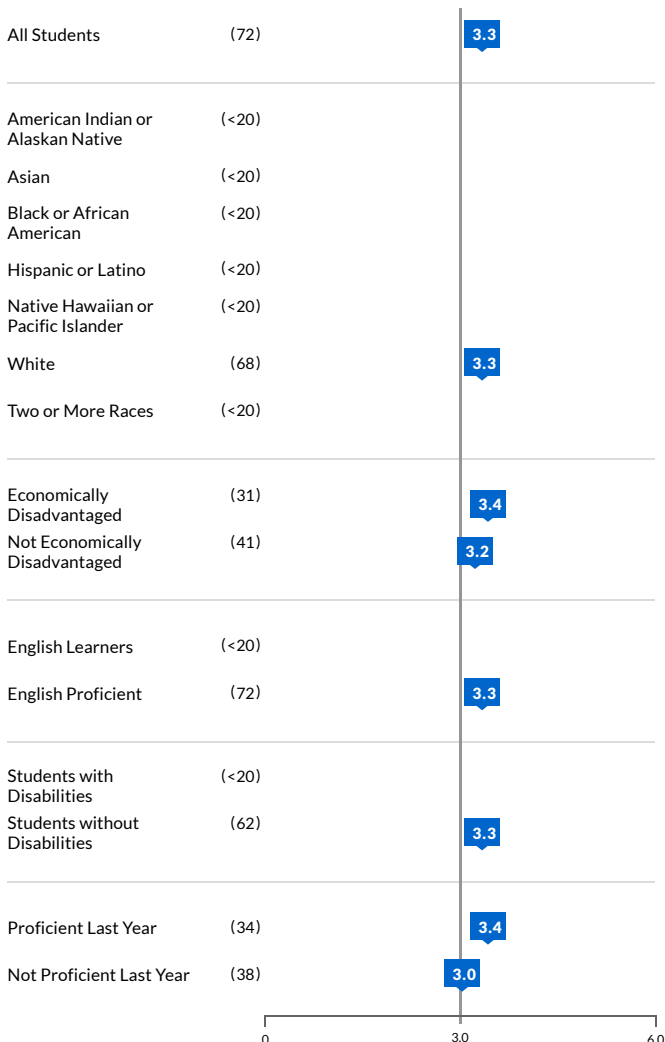 All Students (72) 3.3
American Indian or (<20)
Alaskan Native
Asian (<20)
Black or African (<20)
American
Hispanic or Latino (<20)
Native Hawaiian or (<20)
Pacific Islander
White (68) 3.3
Two or More Races (<20)
Economically (31) 3.4
Disadvantaged
Not Economically (41) 3.2
Disadvantaged
English Learners (<20)
English Proficient (72) 3.3
Students with (<20)
Disabilities
Students without (62) 3.3
Disabilities
Proficient Last Year (34) 3.4
Not Proficient Last Year (38) 3.0
0 3.0 6.0